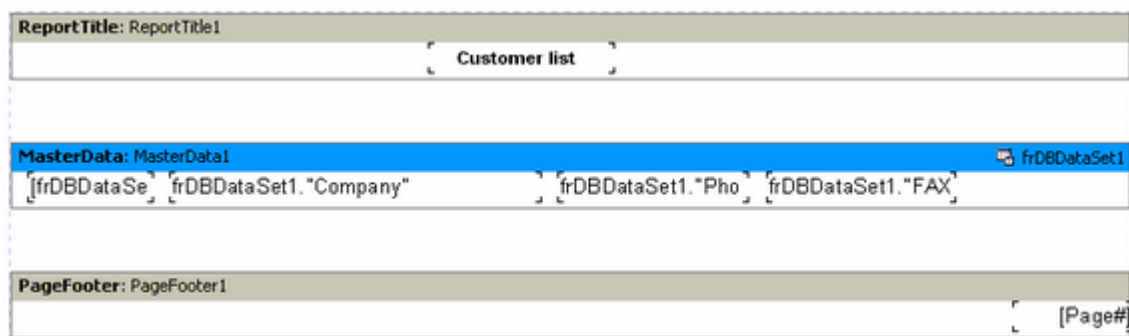 ReportTitle: ReportTitle1
Customer list
MasterData: MasterData1 frDBDataSet1
[frDBDataSe frDBDataSet1."Company" frDBDataSet1."Pho frDBDataSet1."FAX
PageFooter: PageFooter1
[Page#]